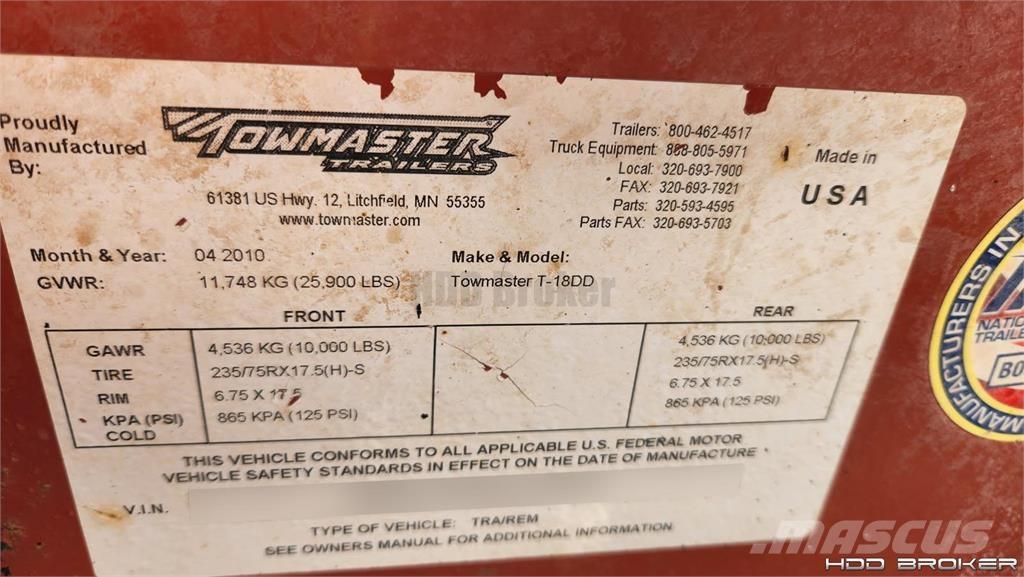 Proudly
Manufactured
By:
TOWMASTER
TRAILERS
61381 US Hwy. 12, Litchfield, MN 55355
www.towmaster.com
Trailers: 800-462-4517
Truck Equipment: 888-805-5971
Local: 320-693-7900
FAX: 320-693-7921
Parts: 320-593-4595
Parts FAX: 320-693-5703
Made in
USA
Month & Year: 04 2010
Make & Model:
GVWR: 11,748 KG (25,900 LBS)
Towmaster T-18DD
HDD Broker
FRONT
REAR
GAWR 4,536 KG (10,000 LBS) 4,536 KG (10,000 LBS)
TIRE 235/75RX17.5(H)-S 235/75RX17.5(H)-S
RIM 6.75 X 17.5 6.75 X 17.5
KPA (PSI) 865 KPA (125 PSI) 865 KPA (125 PSI)
COLD
THIS VEHICLE CONFORMS TO ALL APPLICABLE U.S. FEDERAL MOTOR
VEHICLE SAFETY STANDARDS IN EFFECT ON THE DATE OF MANUFACTURE
V.I.N.
TYPE OF VEHICLE: TRA/REM
SEE OWNERS MANUAL FOR ADDITIONAL INFORMATION
MANUFACTURERS IN
NATIO
TRAILE
BO
MASCUS
HDD BROKER